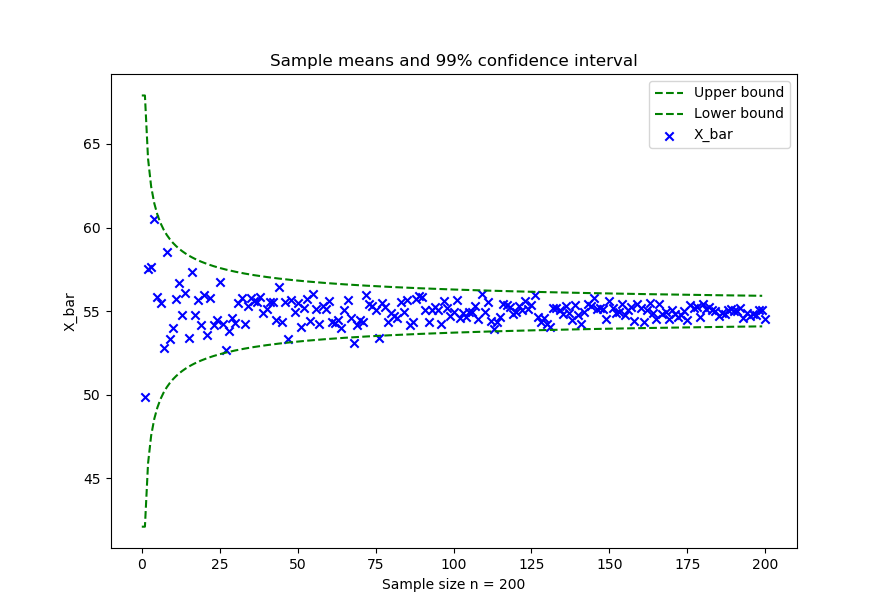 Sample means and 99% confidence interval
Upper bound
Lower bound
X_bar
65
60
55
50
45
X_bar
0
25
50
75
100
125
150
175
200
Sample size n = 200